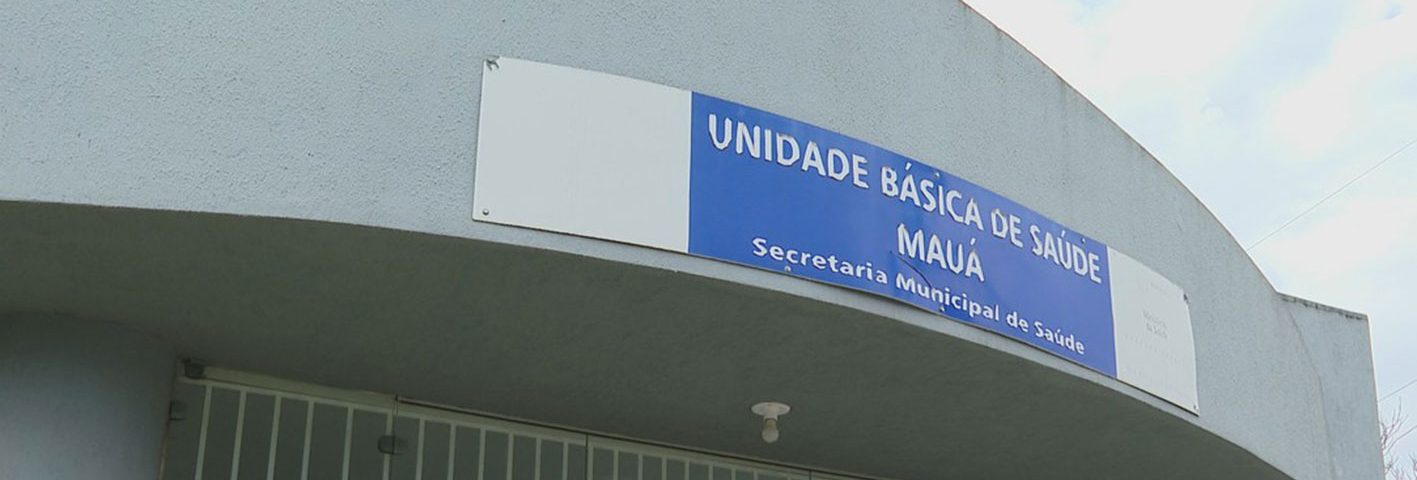 UNIDADE BÁSICA DE SAÚDE
MAUÁ
Secretaria Municipal de Saúde